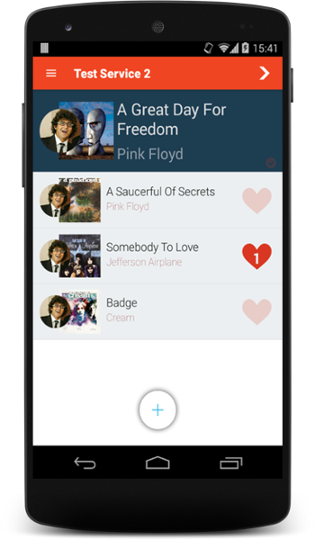 15:41
Test Service 2
A Great Day For
Freedom
Pink Floyd
A Saucerful Of Secrets
Pink Floyd
Somebody To Love
Jefferson Airplane
1
Badge
Cream